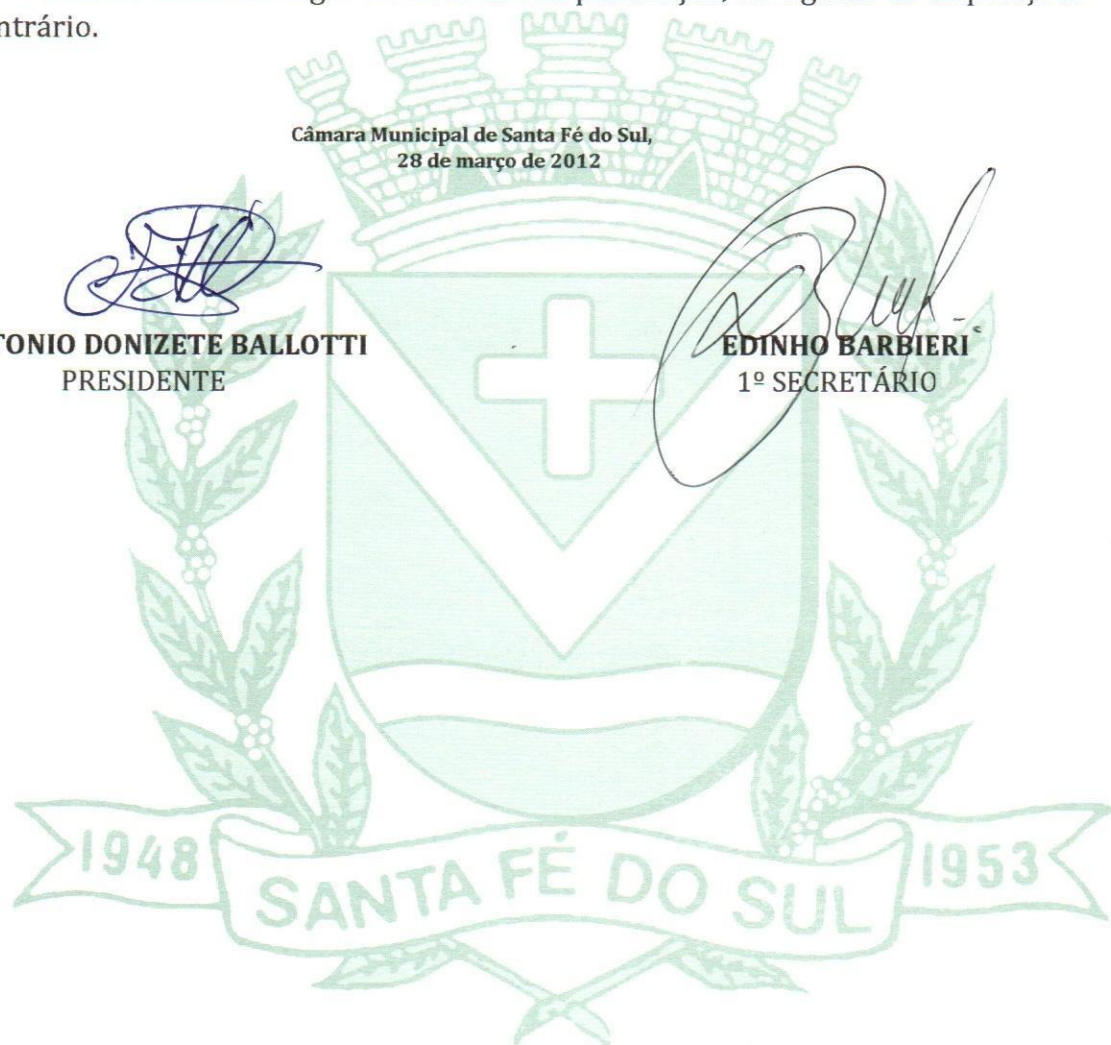 ntrário.
Câmara Municipal de Santa Fé do Sul,
28 de março de 2012
TONIO DONIZETE BALLOTTI
PRESIDENTE
EDINHO BARBIERI
1º SECRETÁRIO
1948
SANTA FÉ DO SUL
1953